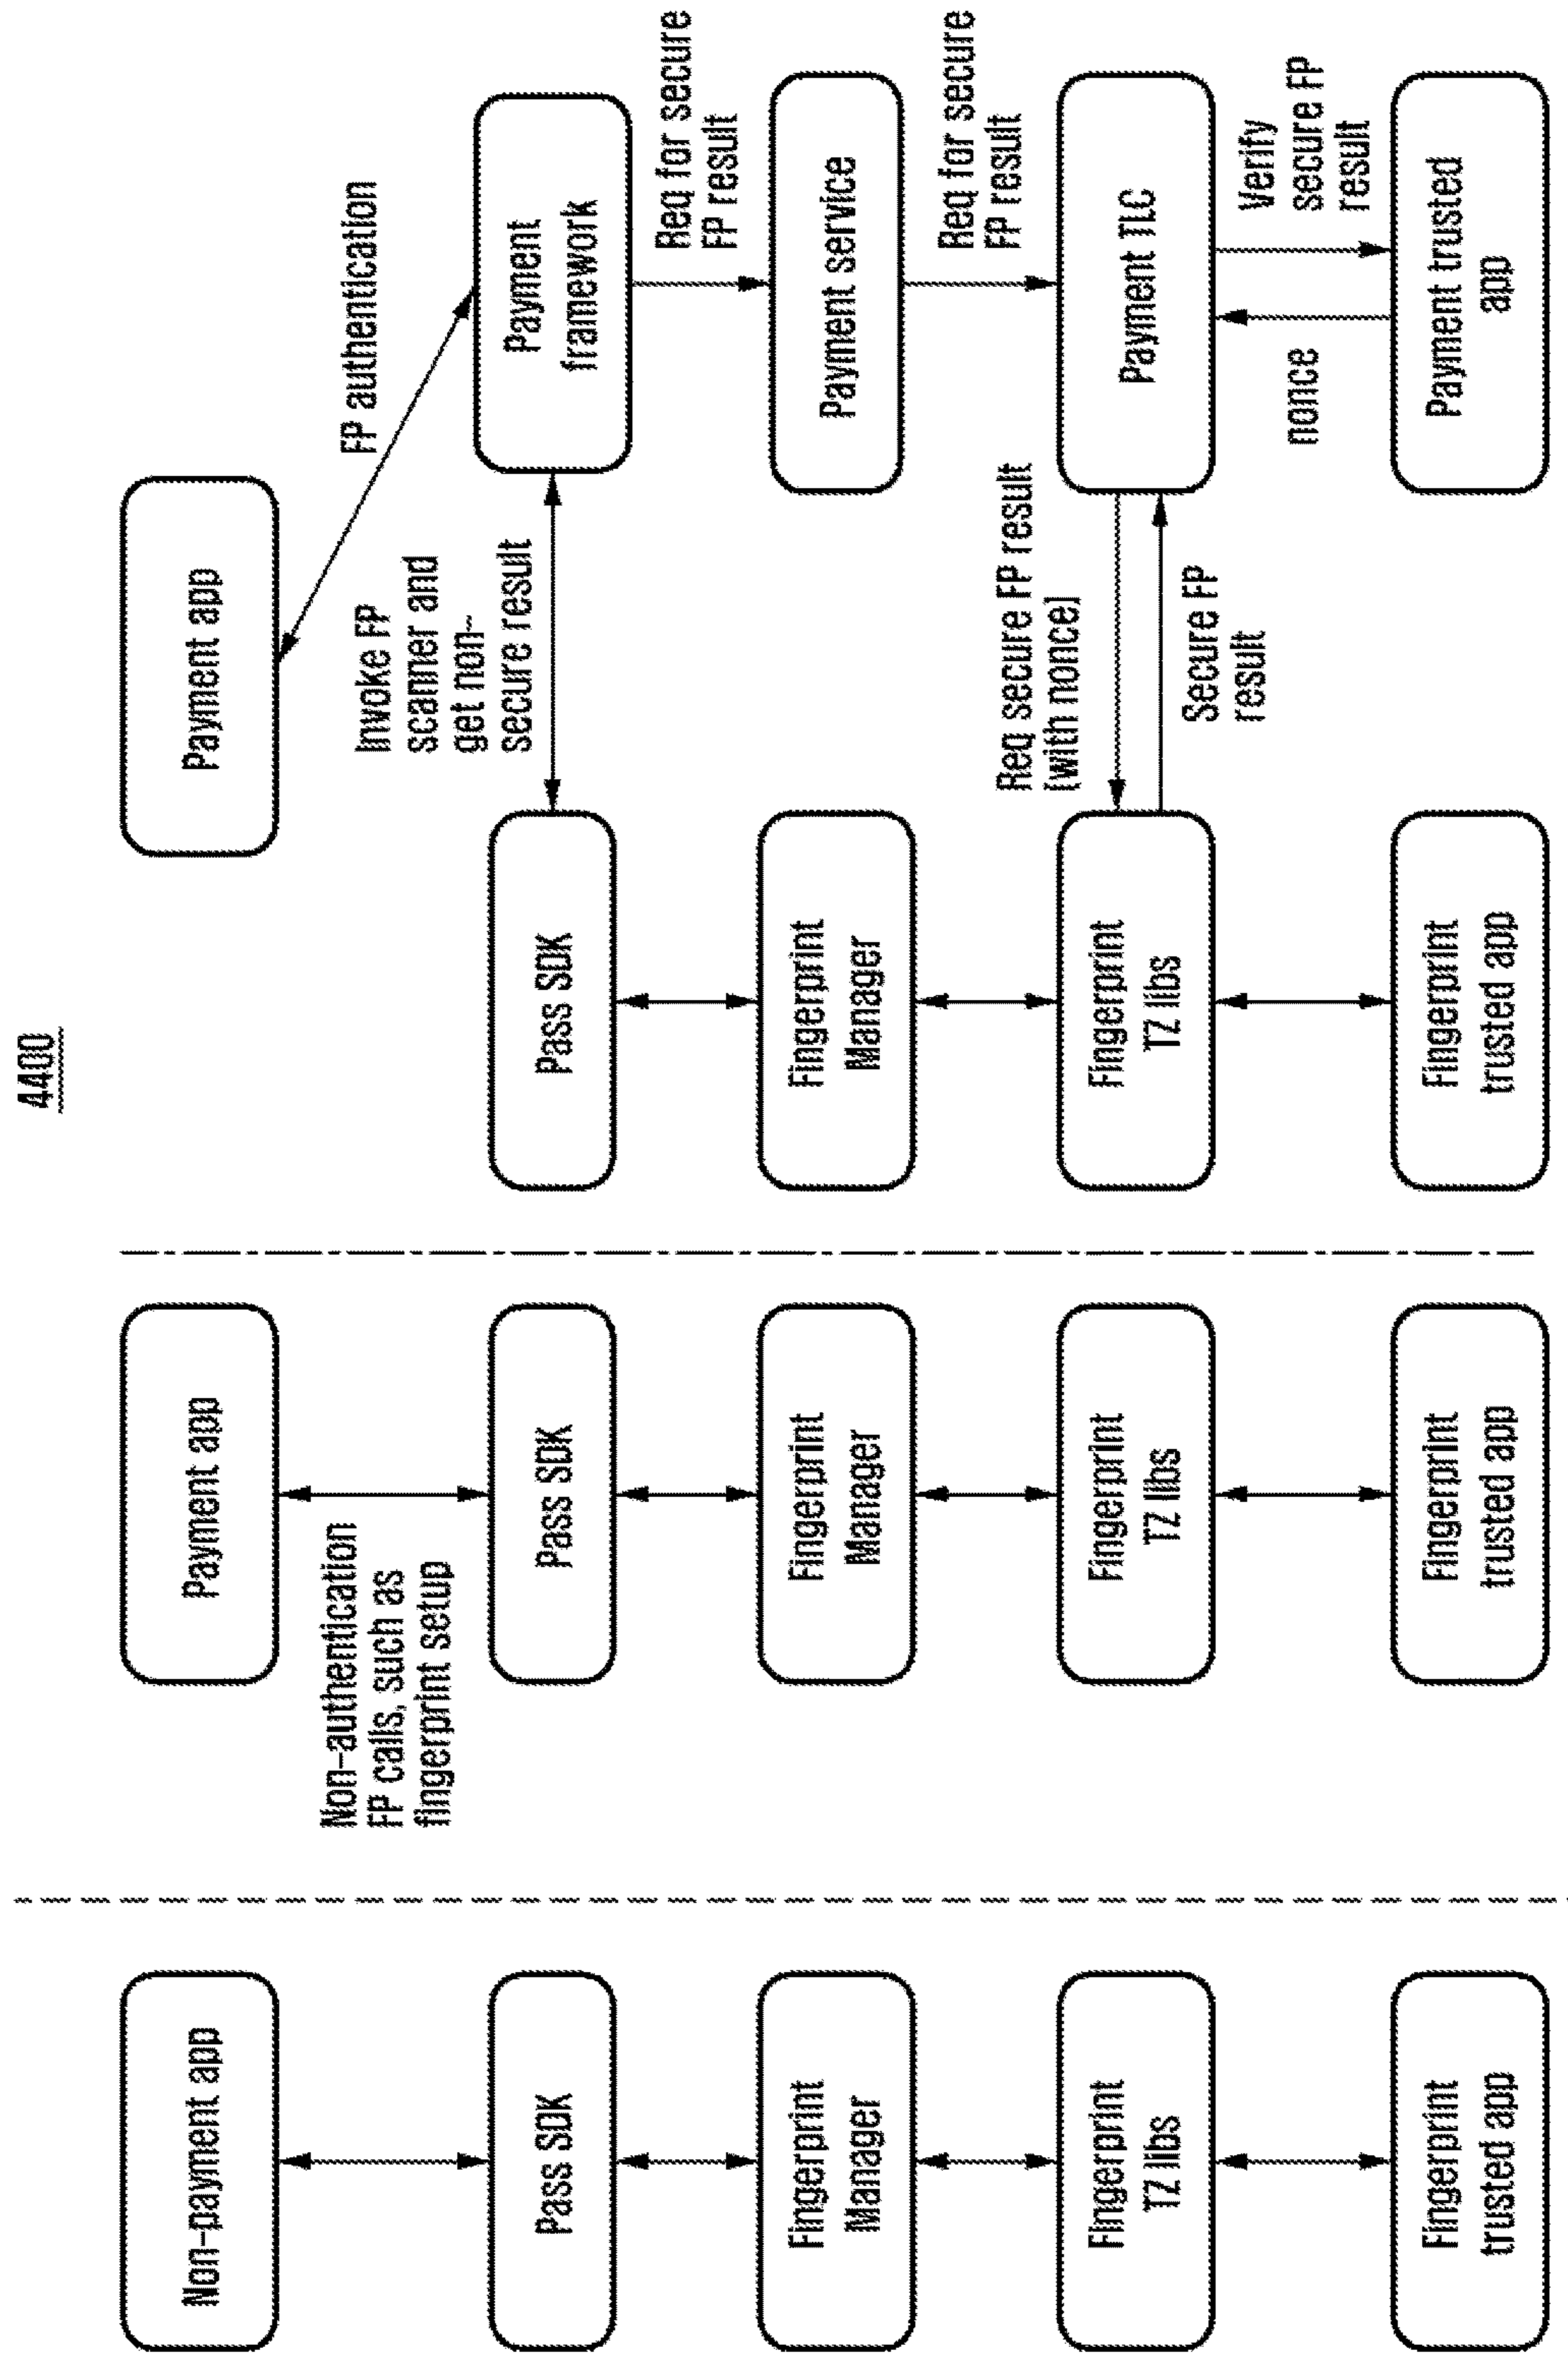 4400
Non-payment app
Pass SDK
Fingerprint
Manager
Fingerprint
TZ libs
Fingerprint
trusted app
Payment app
Non-authentication
FP calls, such as
fingerprint setup
Pass SDK
Fingerprint
Manager
Fingerprint
TZ libs
Fingerprint
trusted app
Payment app
FP authentication
Invoke FP
scanner and
get non-
secure result
Pass SDK
Payment
framework
Req for secure
FP result
Fingerprint
Manager
Payment service
Req for secure
FP result
Req secure FP result
(with nonce)
Fingerprint
TZ libs
Payment TLC
Secure FP
result
nonce
Verify
secure FP
result
Fingerprint
trusted app
Payment trusted
app